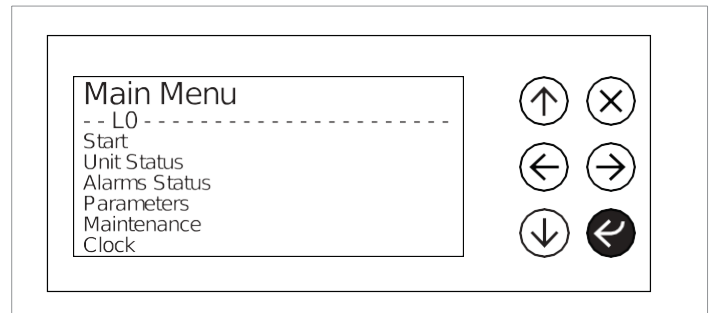 Main Menu
- - L0 - - - - - - - - - - - - - - - - - - - - - -
Start
Unit Status
Alarms Status
Parameters
Maintenance
Clock